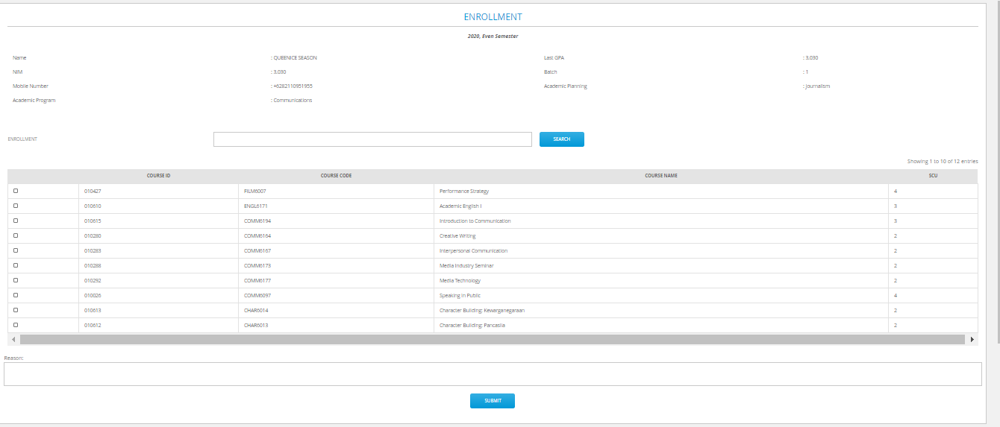 ENROLLMENT
2020, Even Semester
Name : QUEENICE SEASON Last GPA : 3.030
NIM : 3.030 Batch : 1
Mobile Number : +6282110951955 Academic Planning : Journalism
Academic Program : Communications
ENROLLMENT SEARCH
Showing 1 to 10 of 12 entries
COURSE ID COURSE CODE COURSE NAME SCU
010427 FILM6007 Performance Strategy 4
010610 ENGL6171 Academic English I 3
010615 COMM6194 Introduction to Communication 3
010280 COMM6164 Creative Writing 2
010283 COMM6167 Interpersonal Communication 2
010288 COMM6173 Media Industry Seminar 2
010292 COMM6177 Media Technology 2
010026 COMM6097 Speaking in Public 4
010613 CHAR6014 Character Building: Kewarganegaraan 2
010612 CHAR6013 Character Building: Pancasila 2
Reason:
SUBMIT